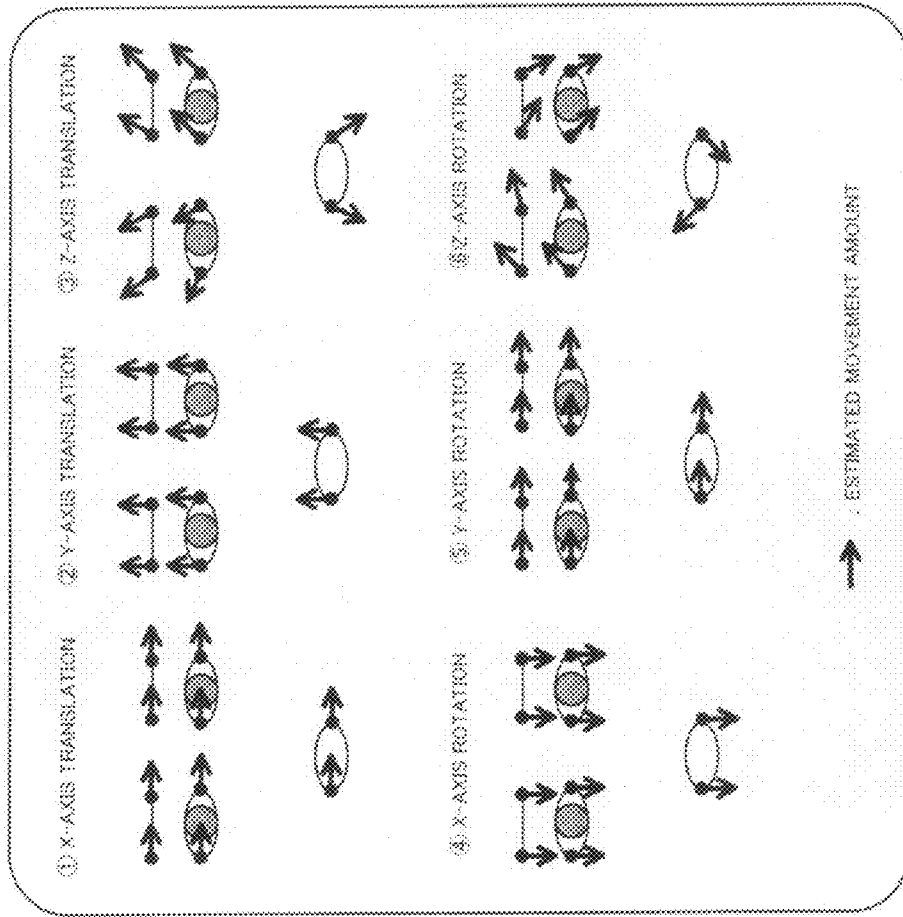 ① X-AXIS TRANSLATION
② Y-AXIS TRANSLATION
③ Z-AXIS TRANSLATION
④ X-AXIS ROTATION
⑤ Y-AXIS ROTATION
⑥ Z-AXIS ROTATION
: ESTIMATED MOVEMENT AMOUNT